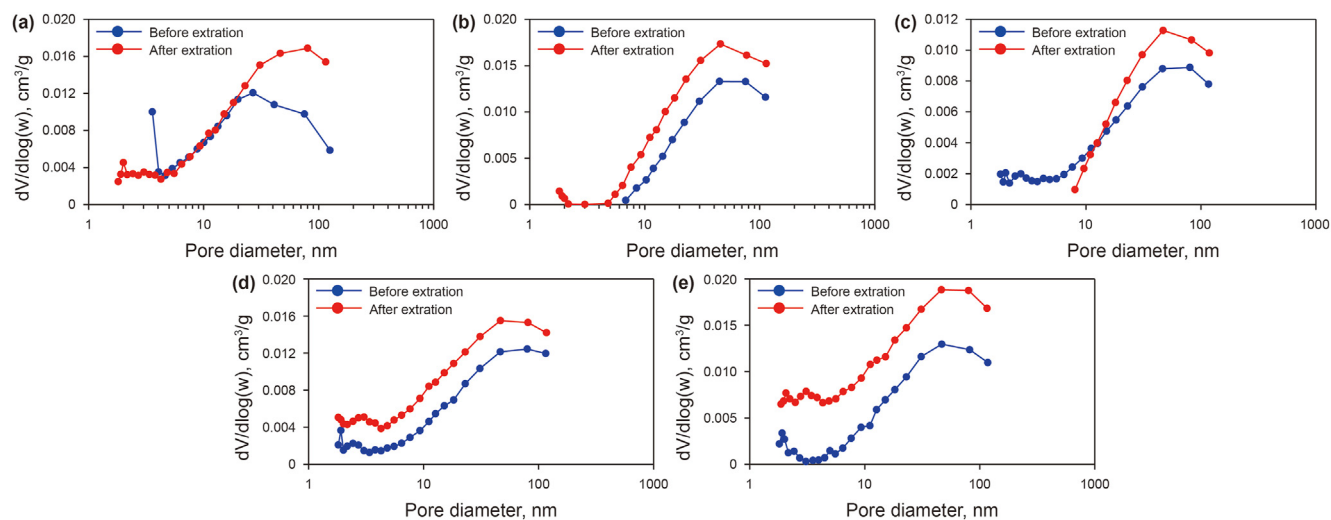 (a)
0.020
Before extration
After extration
0.016
0.012
0.008
0.004
0
dV/dlog(w), cm³/g
1
10
100
1000
Pore diameter, nm
(b)
0.020
Before extration
After extration
0.015
0.010
0.005
0
dV/dlog(w), cm³/g
1
10
100
1000
Pore diameter, nm
(c)
0.012
Before extration
After extration
0.010
0.008
0.006
0.004
0.002
0
dV/dlog(w), cm³/g
1
10
100
1000
Pore diameter, nm
(d)
0.020
Before extration
After extration
0.016
0.012
0.008
0.004
0
dV/dlog(w), cm³/g
1
10
100
1000
Pore diameter, nm
(e)
0.020
Before extration
After extration
0.015
0.010
0.005
0
dV/dlog(w), cm³/g
1
10
100
1000
Pore diameter, nm